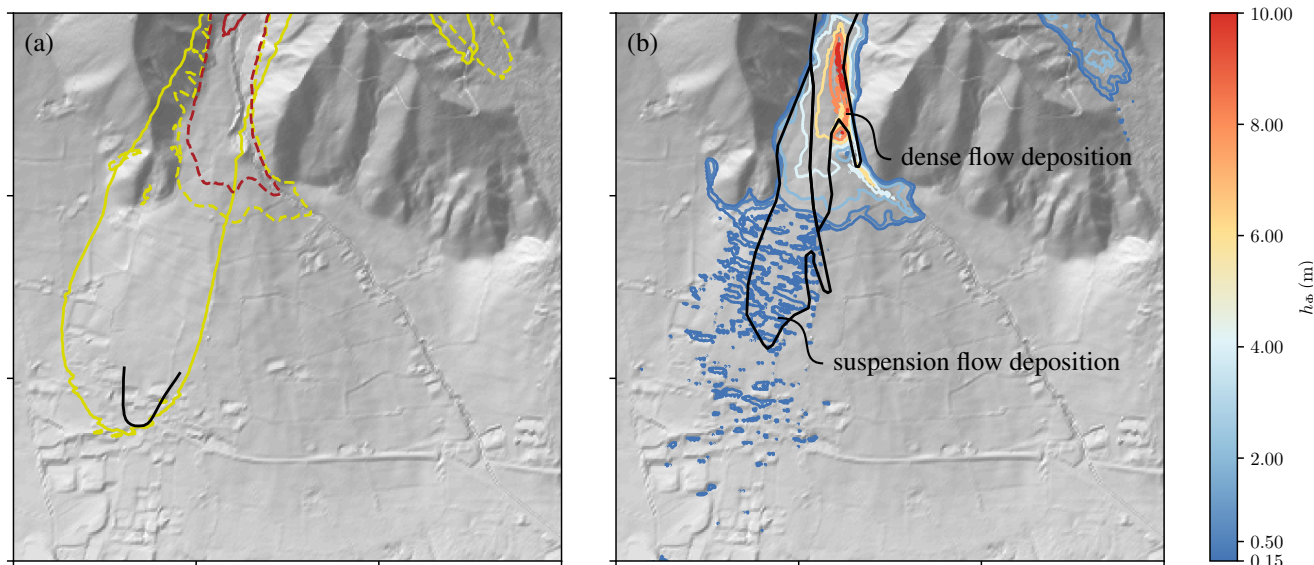 (a)
(b)
dense flow deposition
suspension flow deposition
10.00
8.00
6.00
4.00
2.00
0.50
0.15
h_Φ (m)